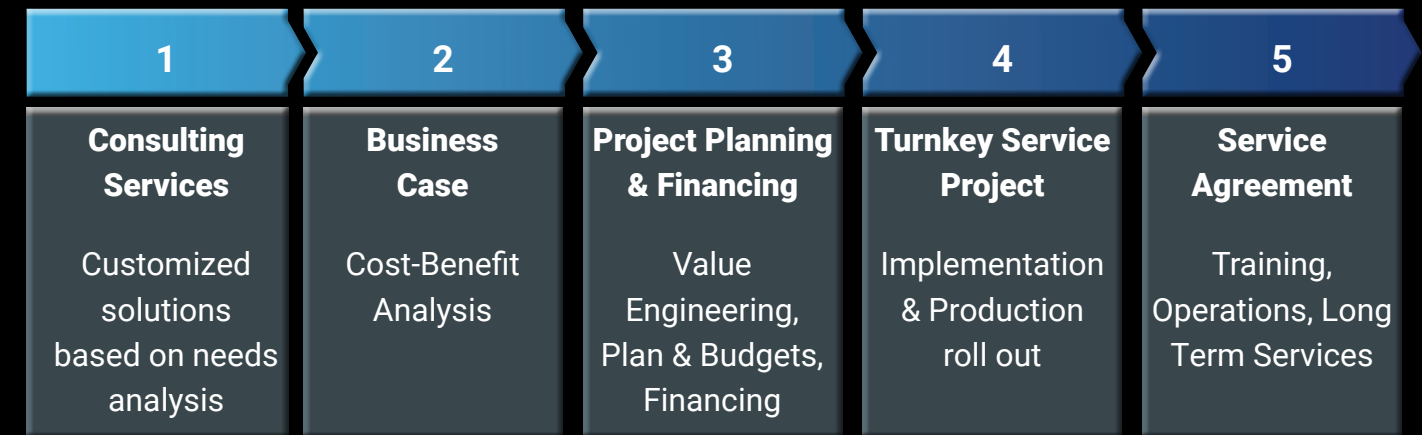 1
2
3
4
5
Consulting
Services
Customized
solutions
based on needs
analysis
Business
Case
Cost-Benefit
Analysis
Project Planning
& Financing
Value
Engineering,
Plan & Budgets,
Financing
Turnkey Service
Project
Implementation
& Production
roll out
Service
Agreement
Training,
Operations, Long
Term Services